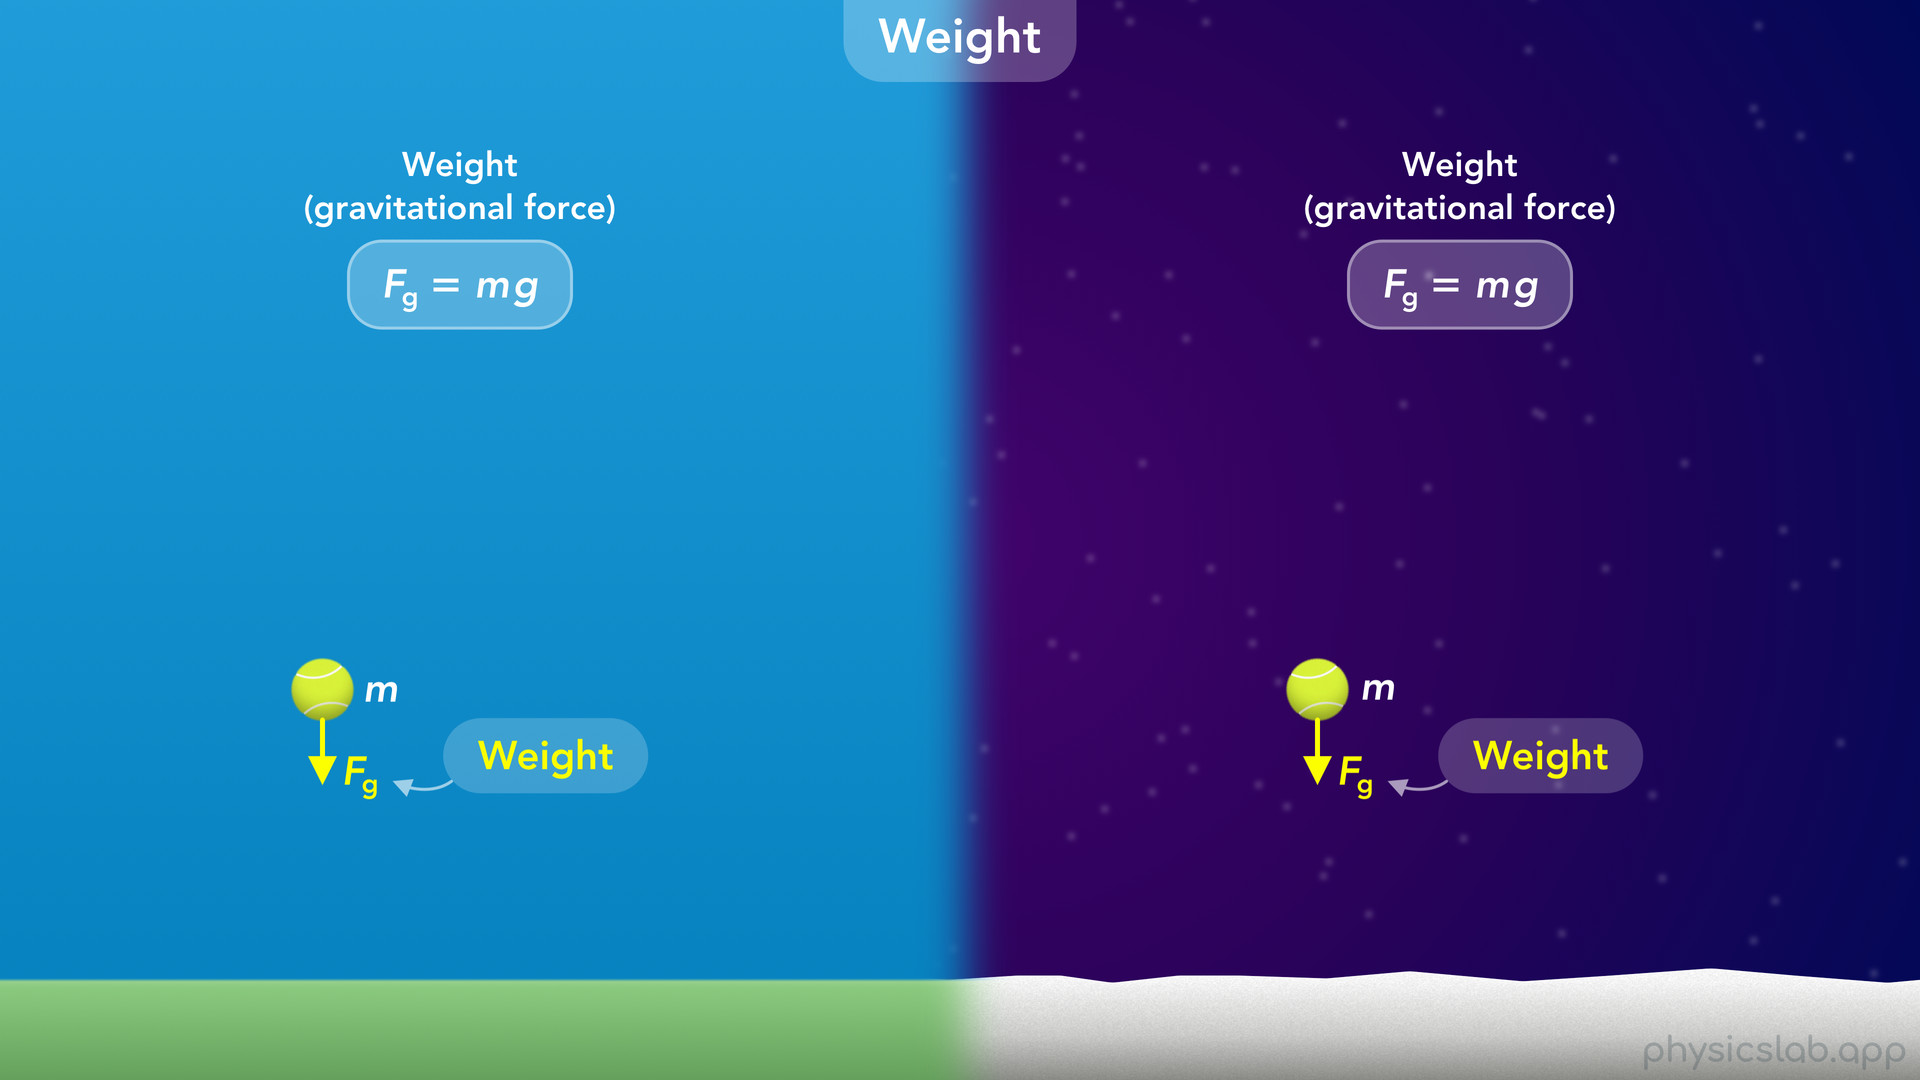 Weight
Weight
(gravitational force)
Fg = mg
m
Fg
Weight
Weight
(gravitational force)
Fg = mg
m
Fg
Weight
physicslab.app